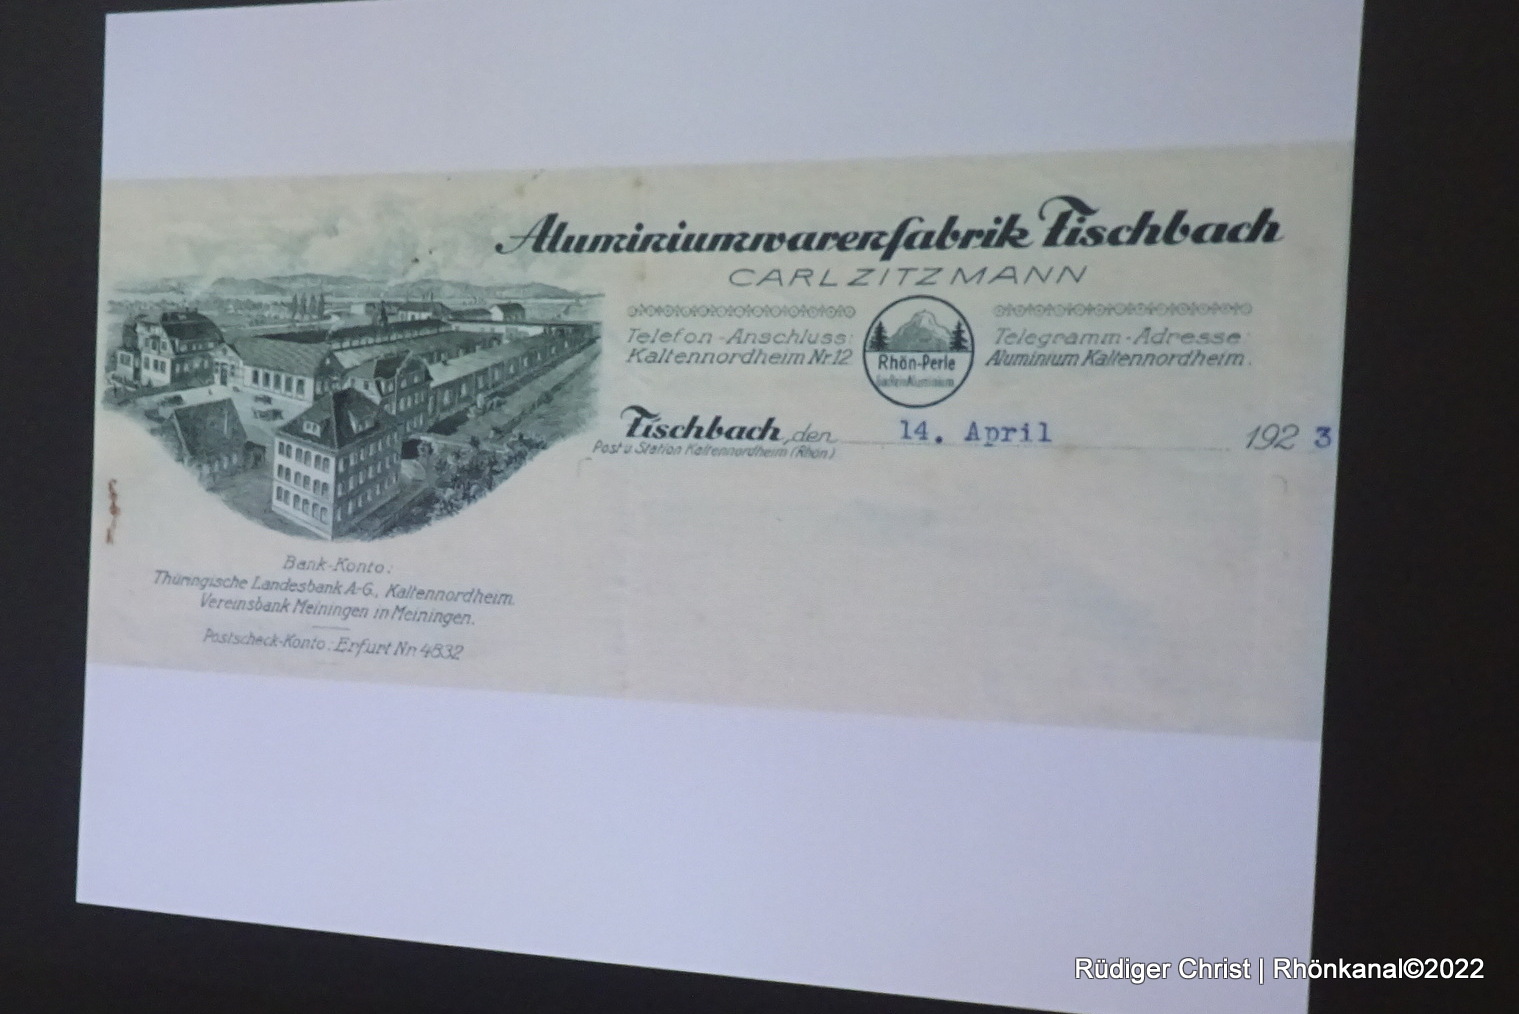 Aluminiumwarenfabrik Fischbach
CARL ZITZMANN
Telefon-Anschluss:
Kaltennordheim Nr. 12
Rhön-Perle
Telegramm-Adresse:
Aluminium Kaltennordheim.
Fischbach, den 14. April 1923
Post u. Station Kaltennordheim (Rhön)
Bank-Konto:
Thüringische Landesbank A-G., Kaltennordheim.
Vereinsbank Meiningen in Meiningen.
Postscheck-Konto: Erfurt Nr. 4832
Rüdiger Christ | Rhönkanal©2022